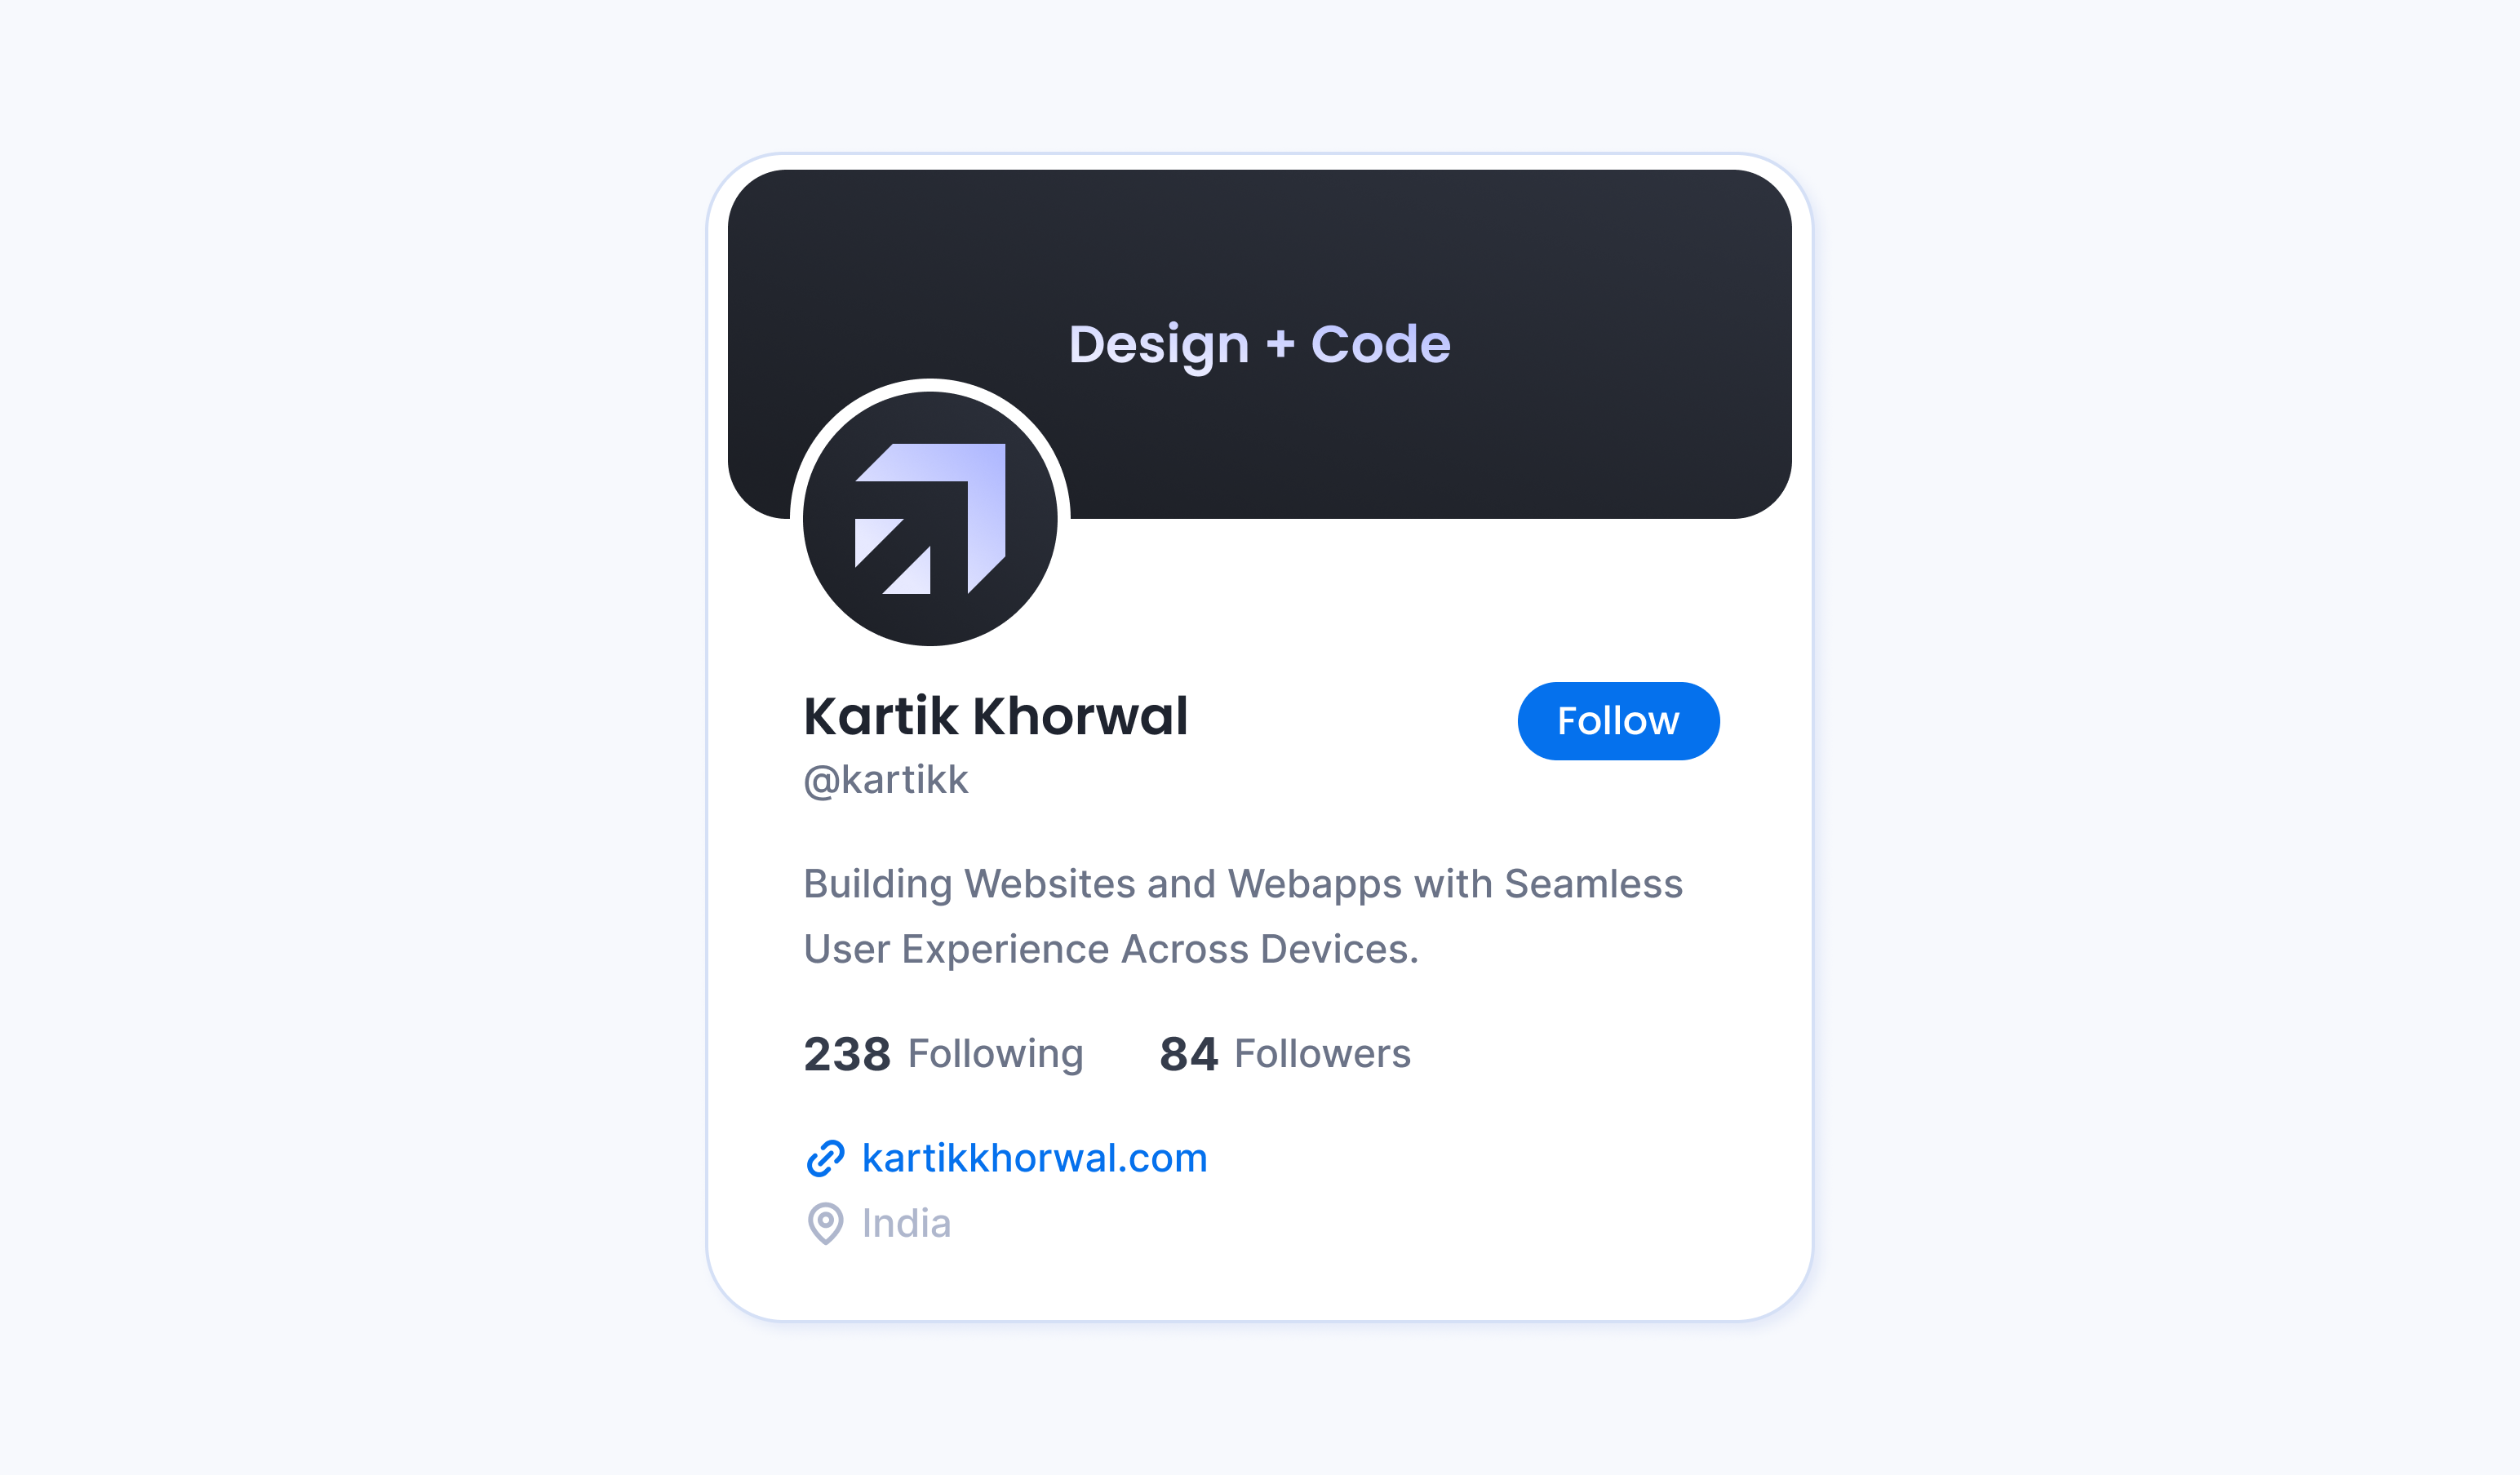 Design + Code
Kartik Khorwal
Follow
@kartikk
Building Websites and Webapps with Seamless
User Experience Across Devices.
238 Following 84 Followers
kartikkhorwal.com
India